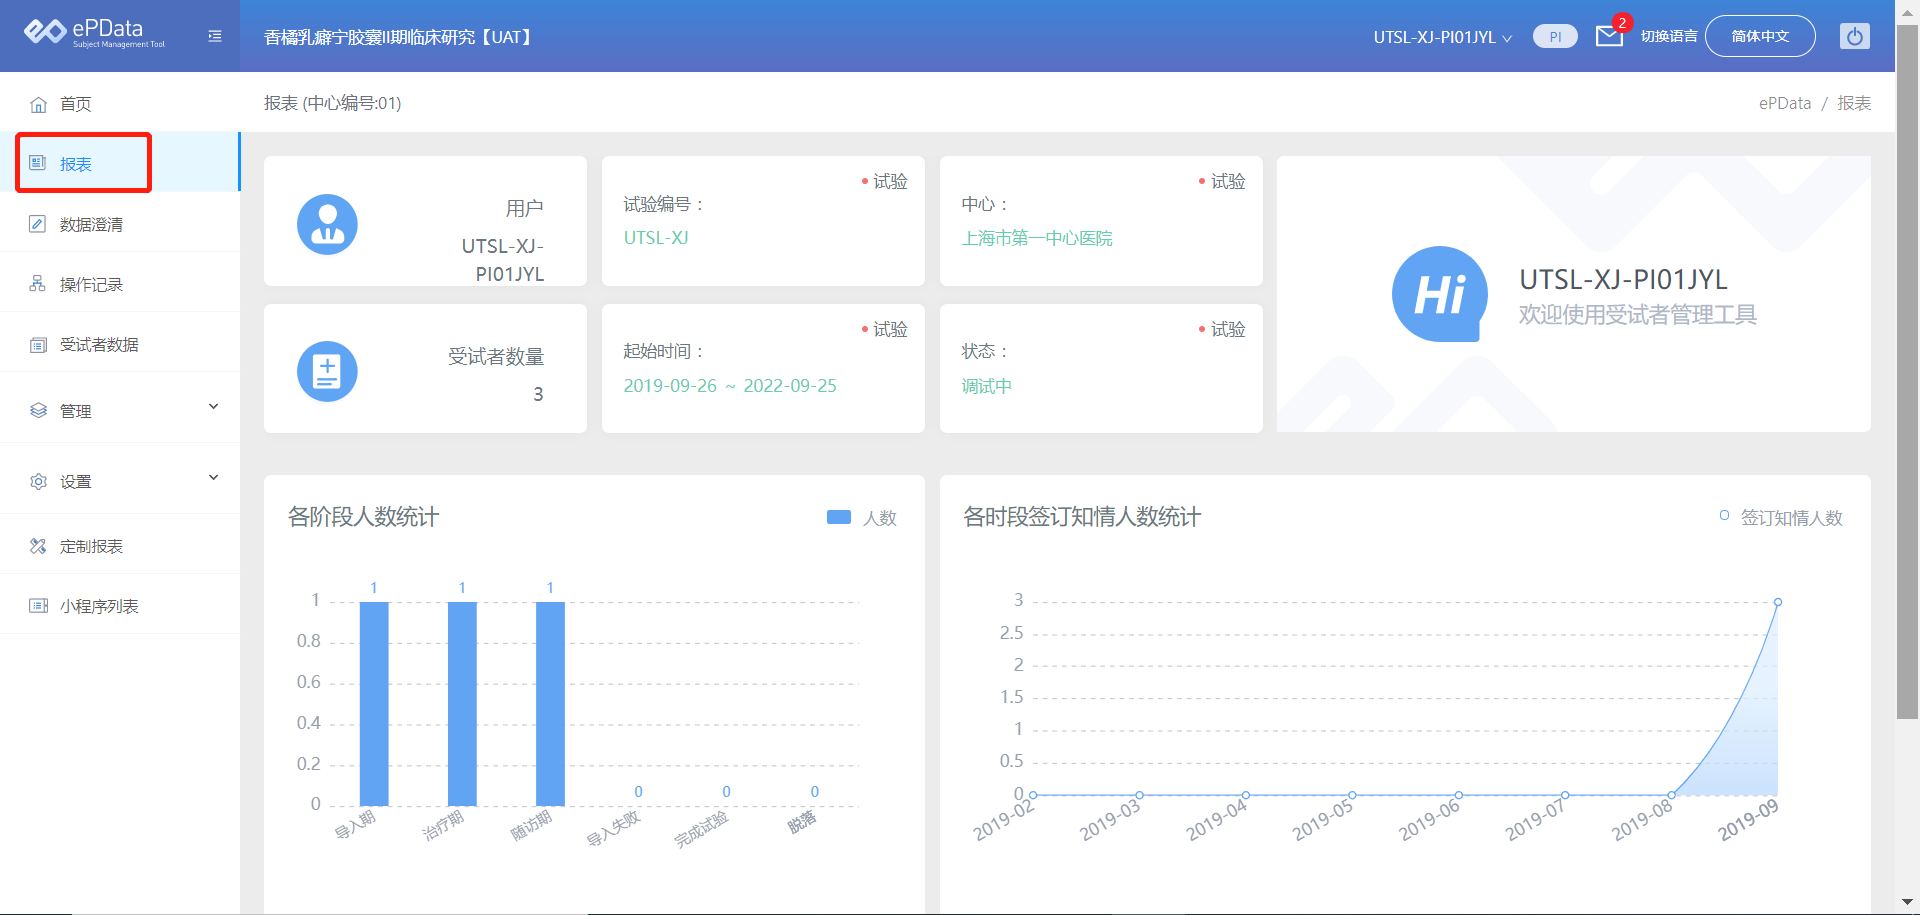 ePData
Subject Management Tool
香橘乳癖宁胶囊II期临床研究【UAT】
UTSL-XJ-PI01JYL
PI
2
切换语言
简体中文
首页
报表
数据澄清
操作记录
受试者数据
管理
设置
定制报表
小程序列表
报表 (中心编号:01)
ePData / 报表
用户
UTSL-XJ-
PI01JYL
试验
试验编号：
UTSL-XJ
试验
中心：
上海市第一中心医院
Hi
UTSL-XJ-PI01JYL
欢迎使用受试者管理工具
受试者数量
3
试验
起始时间：
2019-09-26 ~ 2022-09-25
试验
状态：
调试中
各阶段人数统计
人数
1
0.8
0.6
0.4
0.2
0
1
1
1
0
0
0
导入期
治疗期
随访期
导入失败
完成试验
脱落
各时段签订知情人数统计
签订知情人数
3
2.5
2
1.5
1
0.5
0
2019-02
2019-03
2019-04
2019-05
2019-06
2019-07
2019-08
2019-09